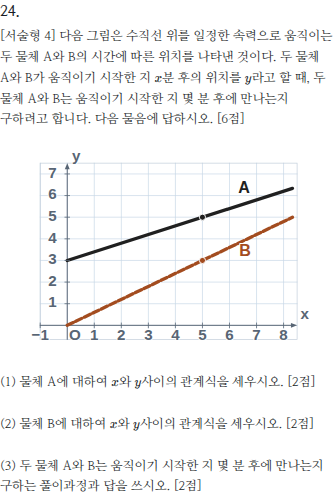 24.
[서술형 4] 다음 그림은 수직선 위를 일정한 속력으로 움직이는
두 물체 A와 B의 시간에 따른 위치를 나타낸 것이다. 두 물체
A와 B가 움직이기 시작한 지 x분 후의 위치를 y라고 할 때, 두
물체 A와 B는 움직이기 시작한 지 몇 분 후에 만나는지
구하려고 합니다. 다음 물음에 답하시오. [6점]
y
7
6
A
5
4
B
3
2
1
x
−1 O 1 2 3 4 5 6 7 8
(1) 물체 A에 대하여 x와 y사이의 관계식을 세우시오. [2점]
(2) 물체 B에 대하여 x와 y사이의 관계식을 세우시오. [2점]
(3) 두 물체 A와 B는 움직이기 시작한 지 몇 분 후에 만나는지
구하는 풀이과정과 답을 쓰시오. [2점]